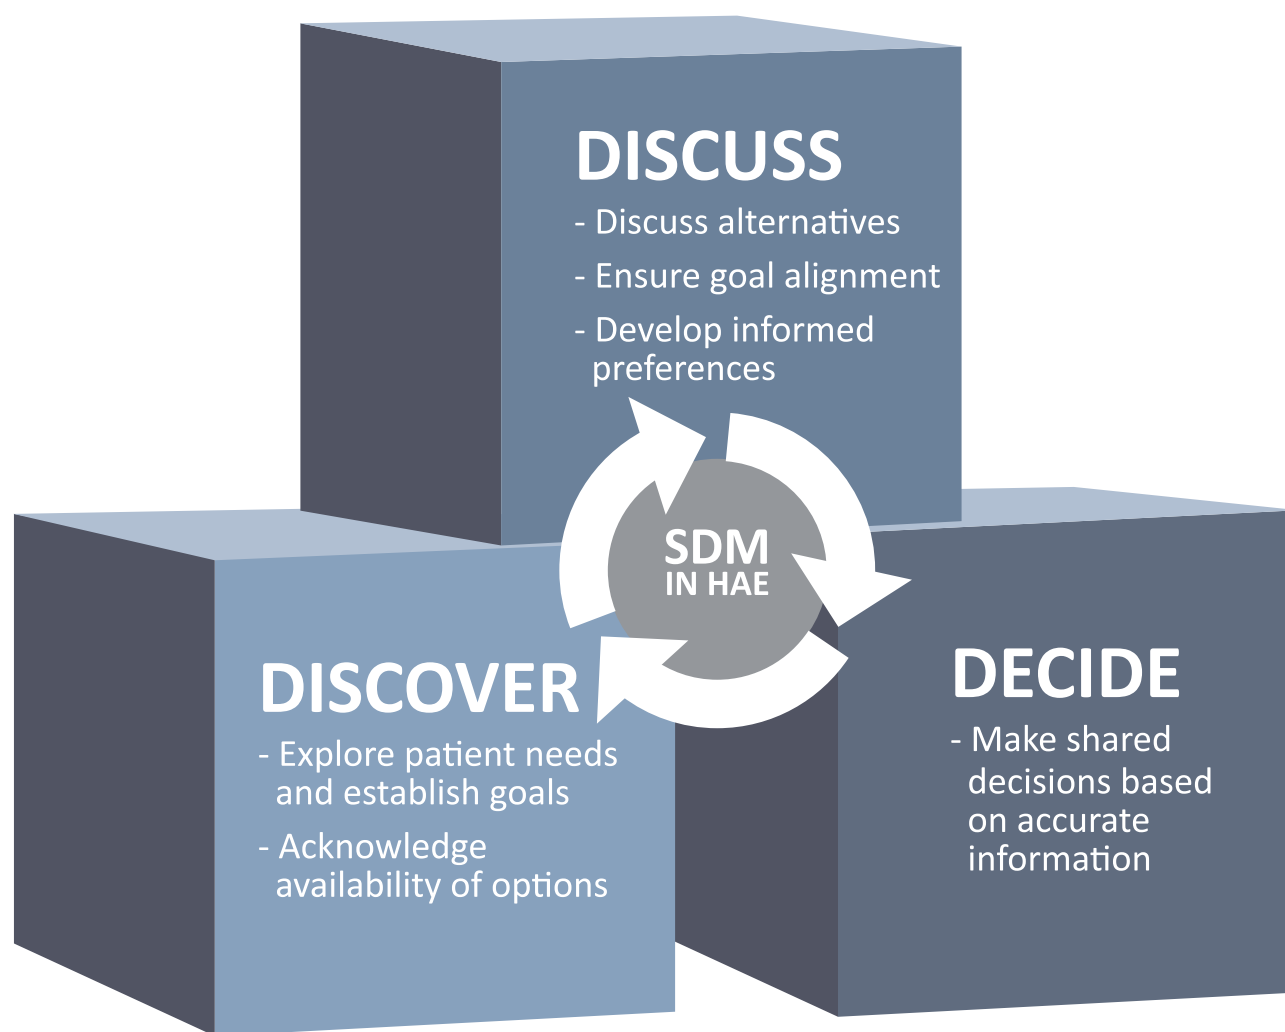 DISCUSS
- Discuss alternatives
- Ensure goal alignment
- Develop informed
preferences
SDM
IN HAE
DISCOVER
- Explore patient needs
and establish goals
- Acknowledge
availability of options
DECIDE
- Make shared
decisions based
on accurate
information